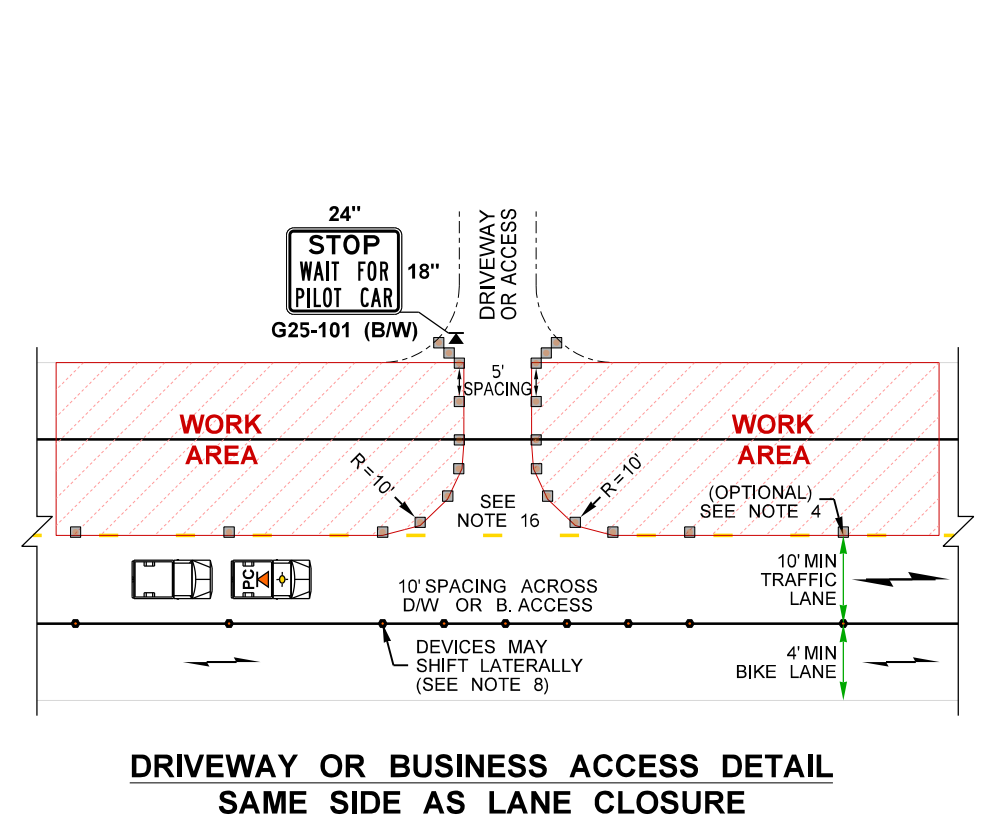 24"
STOP
WAIT FOR
PILOT CAR
18"
G25-101 (B/W)
DRIVEWAY
OR ACCESS
5'
SPACING
WORK
AREA
WORK
AREA
R=10'
R=10'
SEE
NOTE 16
(OPTIONAL)
SEE NOTE 4
PC
10' SPACING ACROSS
D/W OR B. ACCESS
10' MIN
TRAFFIC
LANE
DEVICES MAY
SHIFT LATERALLY
(SEE NOTE 8)
4' MIN
BIKE LANE
DRIVEWAY OR BUSINESS ACCESS DETAIL
SAME SIDE AS LANE CLOSURE